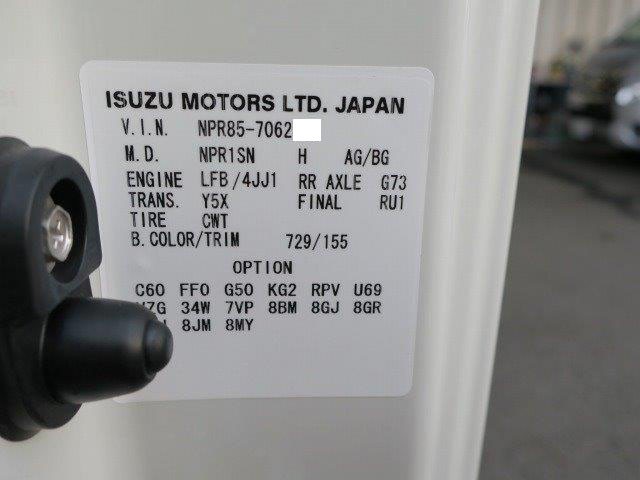 ISUZU MOTORS LTD. JAPAN
V.I.N. NPR85-7062
M.D. NPR1SN H AG/BG
ENGINE LFB/4JJ1 RR AXLE G73
TRANS. Y5X FINAL RU1
TIRE CWT
B.COLOR/TRIM 729/155
OPTION
C60 FF0 G50 KG2 RPV U69
34W 7VP 8BM 8GJ 8GR
8JM 8MY